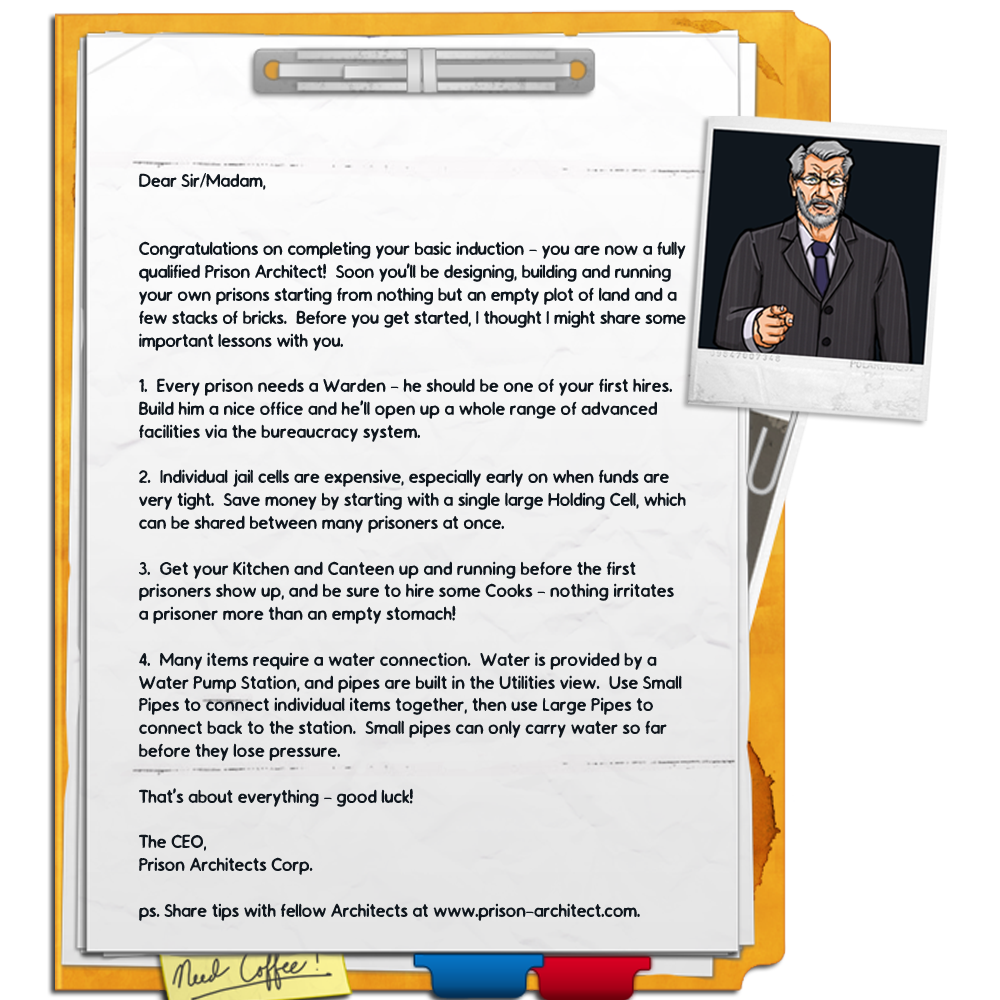 Dear Sir/Madam,
Congratulations on completing your basic induction – you are now a fully
qualified Prison Architect!  Soon you'll be designing, building and running
your own prisons starting from nothing but an empty plot of land and a
few stacks of bricks.  Before you get started, I thought I might share some
important lessons with you.
1.  Every prison needs a Warden – he should be one of your first hires.
Build him a nice office and he'll open up a whole range of advanced
facilities via the bureaucracy system.
2.  Individual jail cells are expensive, especially early on when funds are
very tight.  Save money by starting with a single large Holding Cell, which
can be shared between many prisoners at once.
3.  Get your Kitchen and Canteen up and running before the first
prisoners show up, and be sure to hire some Cooks – nothing irritates
a prisoner more than an empty stomach!
4.  Many items require a water connection.  Water is provided by a
Water Pump Station, and pipes are built in the Utilities view.  Use Small
Pipes to connect individual items together, then use Large Pipes to
connect back to the station.  Small pipes can only carry water so far
before they lose pressure.
That's about everything – good luck!
The CEO,
Prison Architects Corp.
ps. Share tips with fellow Architects at www.prison-architect.com.
Need Coffee!